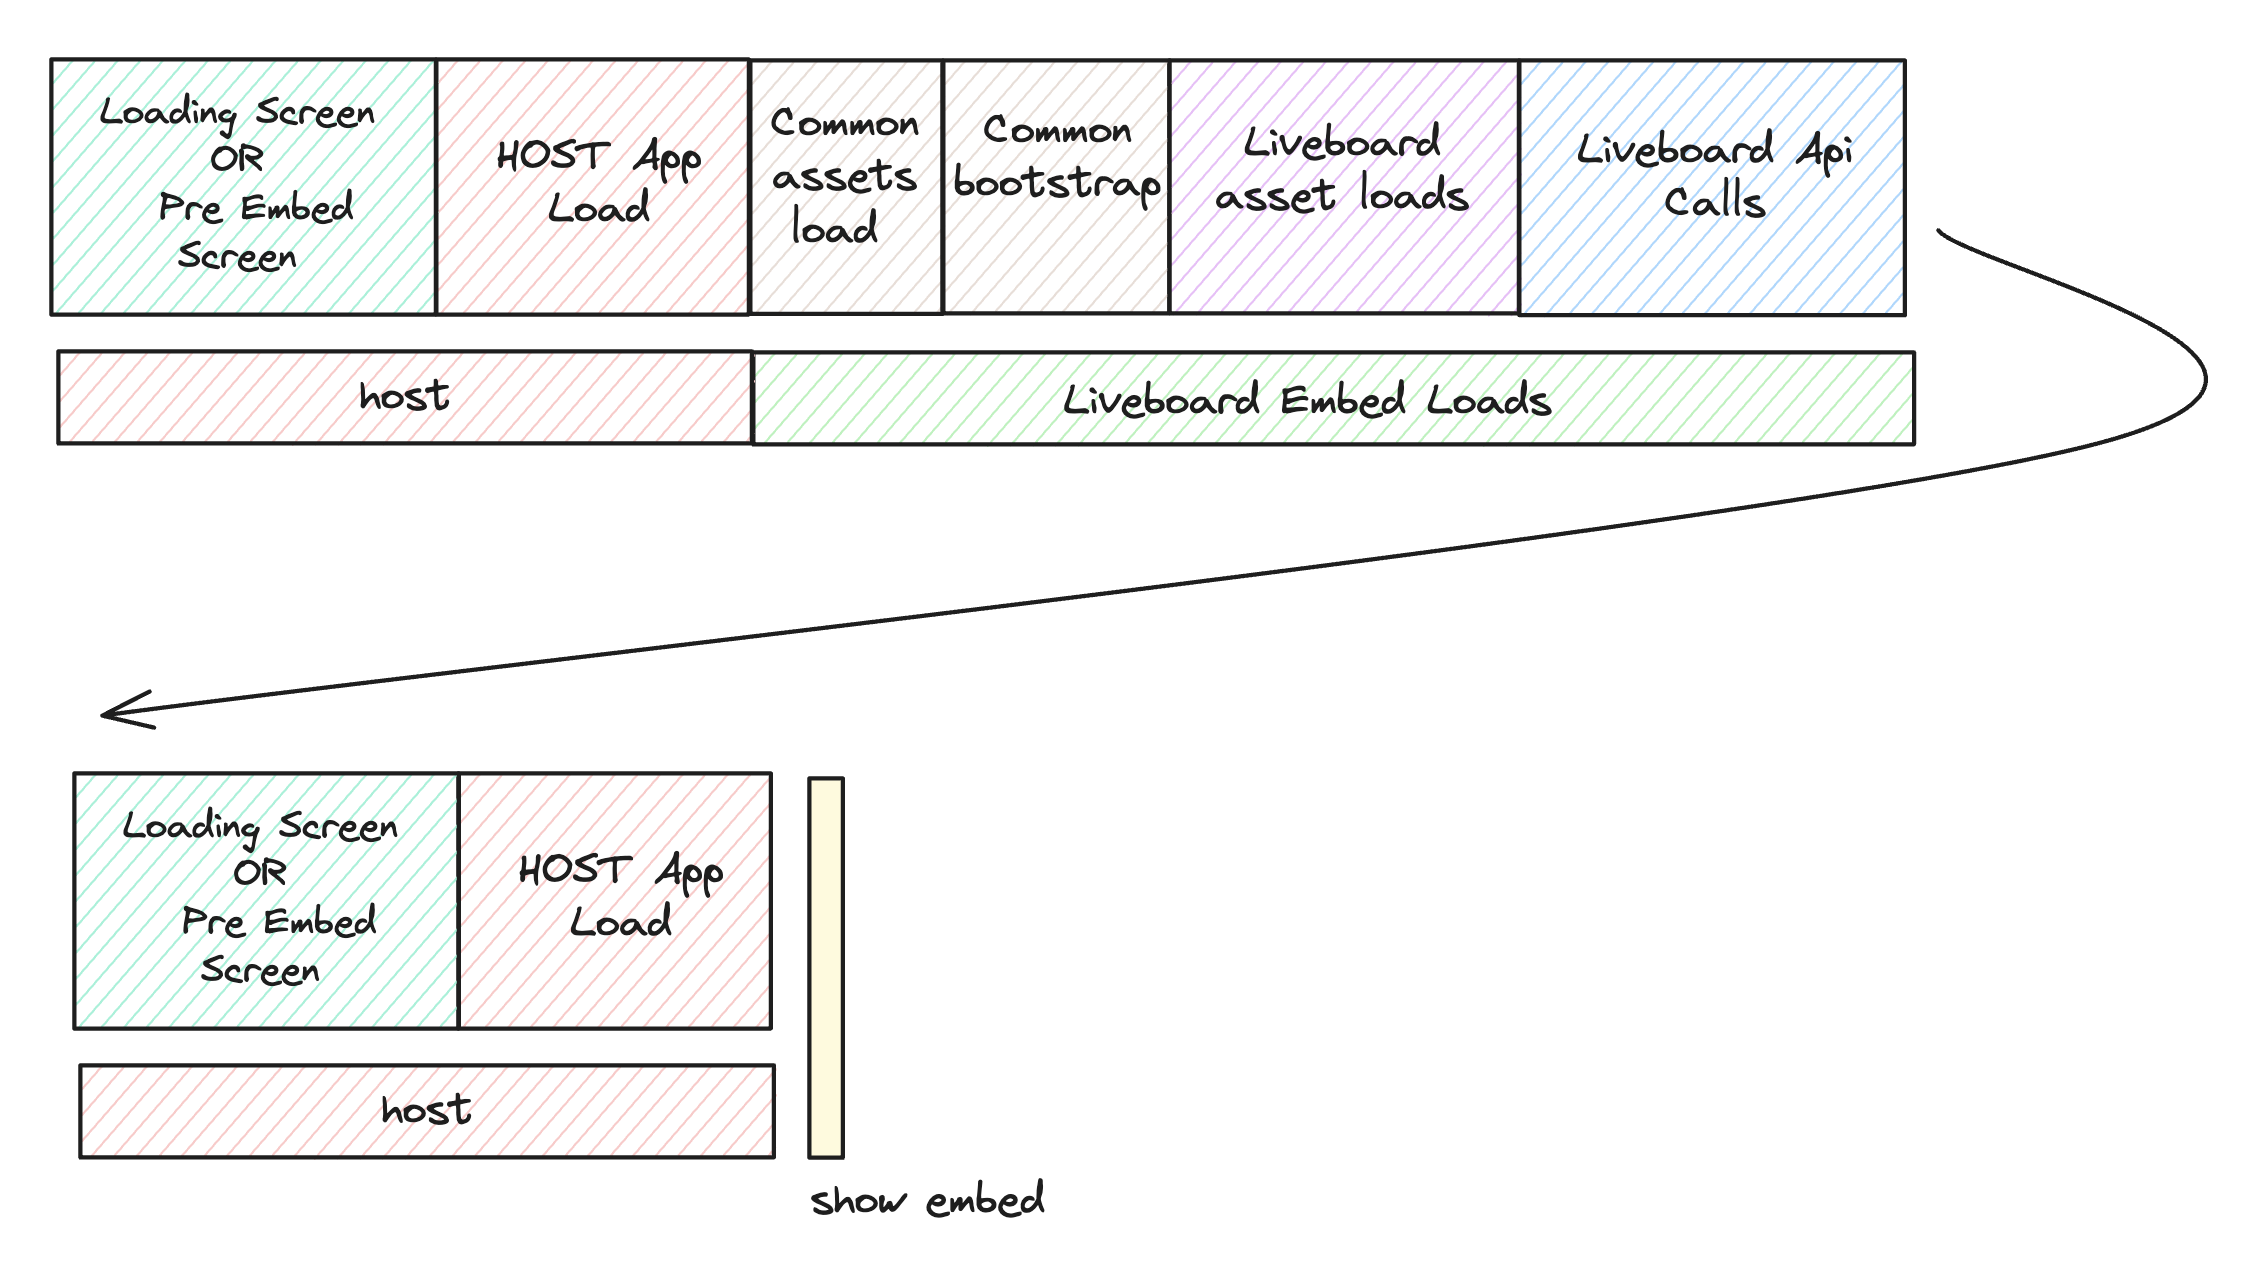 Loading Screen
OR
Pre Embed
Screen
HOST App
Load
Common
assets
load
Common
bootstrap
Liveboard
asset loads
Liveboard Api
Calls
host
Liveboard Embed Loads
Loading Screen
OR
Pre Embed
Screen
HOST App
Load
host
show embed